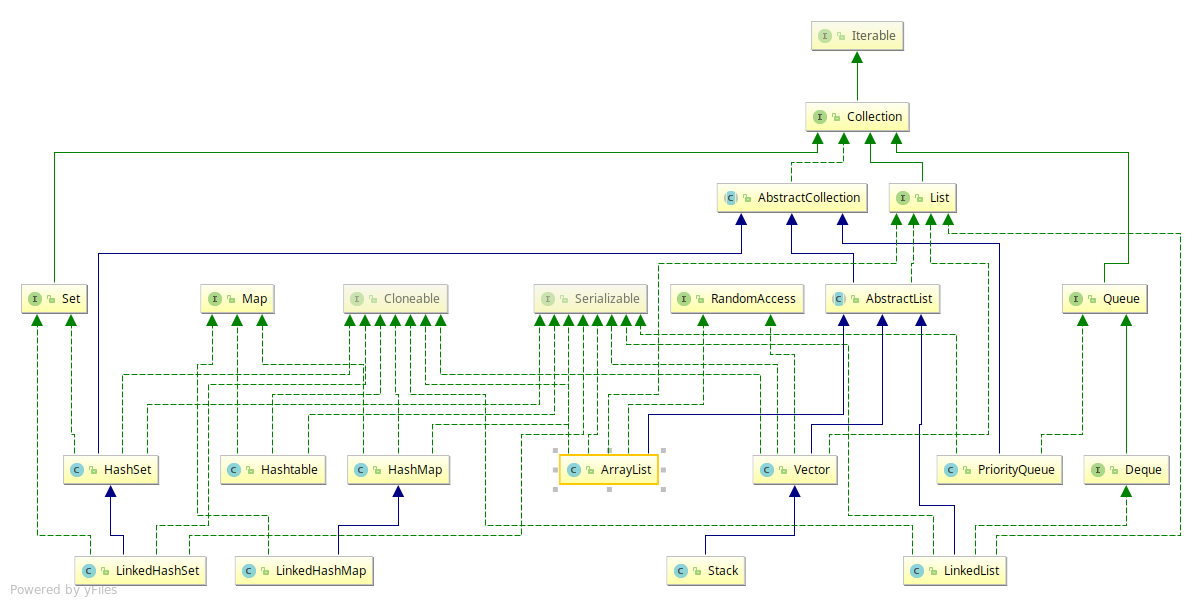 Iterable
Collection
AbstractCollection
List
Set
Map
Cloneable
Serializable
RandomAccess
AbstractList
Queue
HashSet
Hashtable
HashMap
ArrayList
Vector
PriorityQueue
Deque
LinkedHashSet
LinkedHashMap
Stack
LinkedList
Powered by yFiles